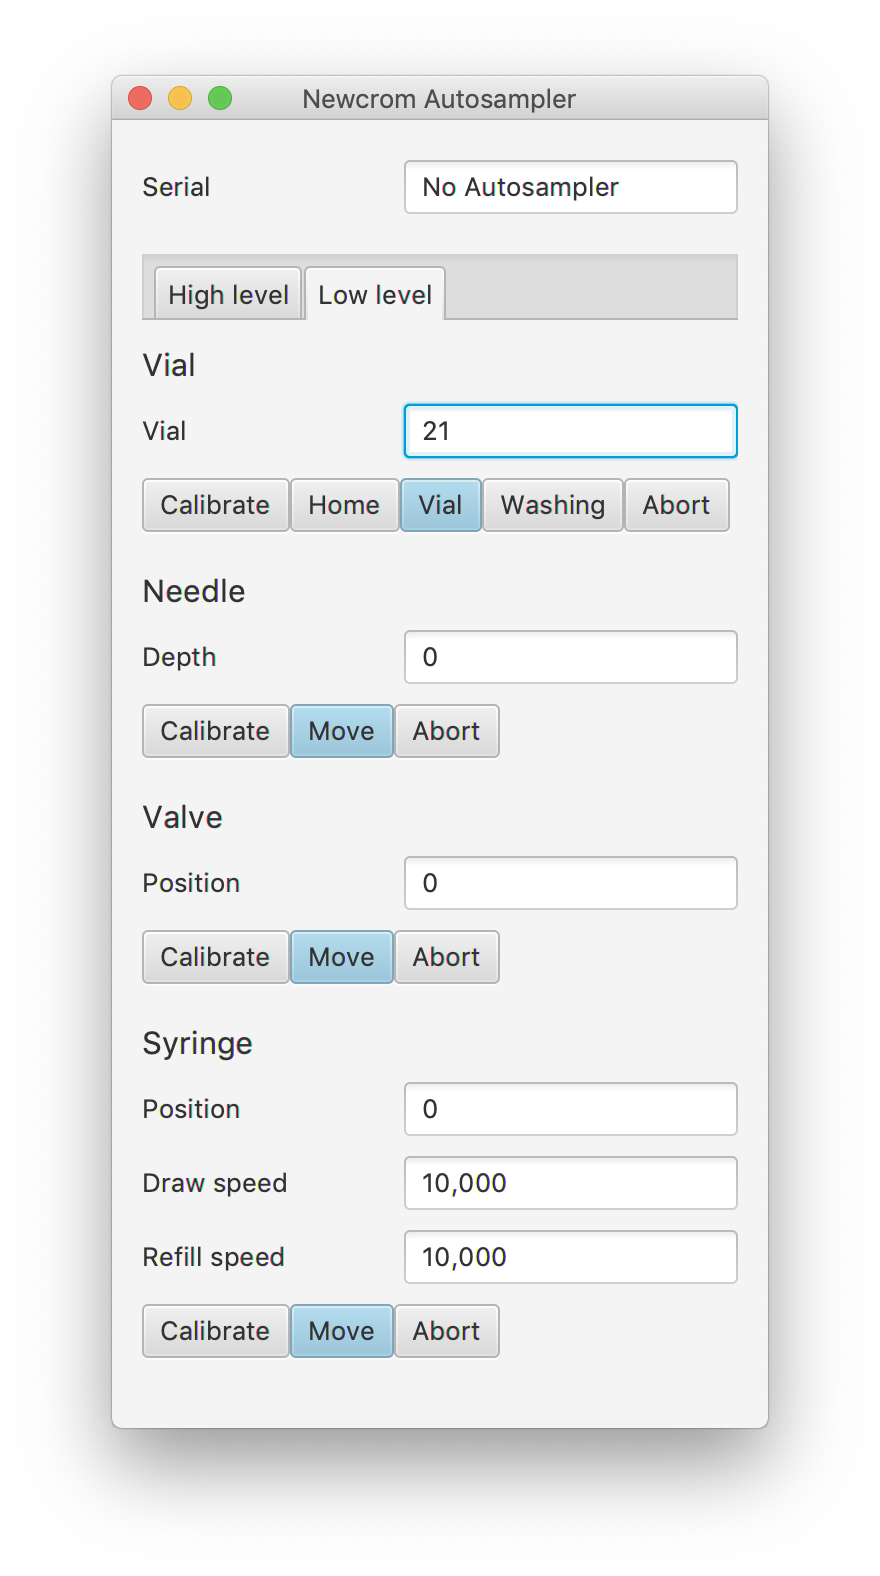 Newcrom Autosampler
Serial No Autosampler
High level Low level
Vial
Vial 21
Calibrate Home Vial Washing Abort
Needle
Depth 0
Calibrate Move Abort
Valve
Position 0
Calibrate Move Abort
Syringe
Position 0
Draw speed 10,000
Refill speed 10,000
Calibrate Move Abort